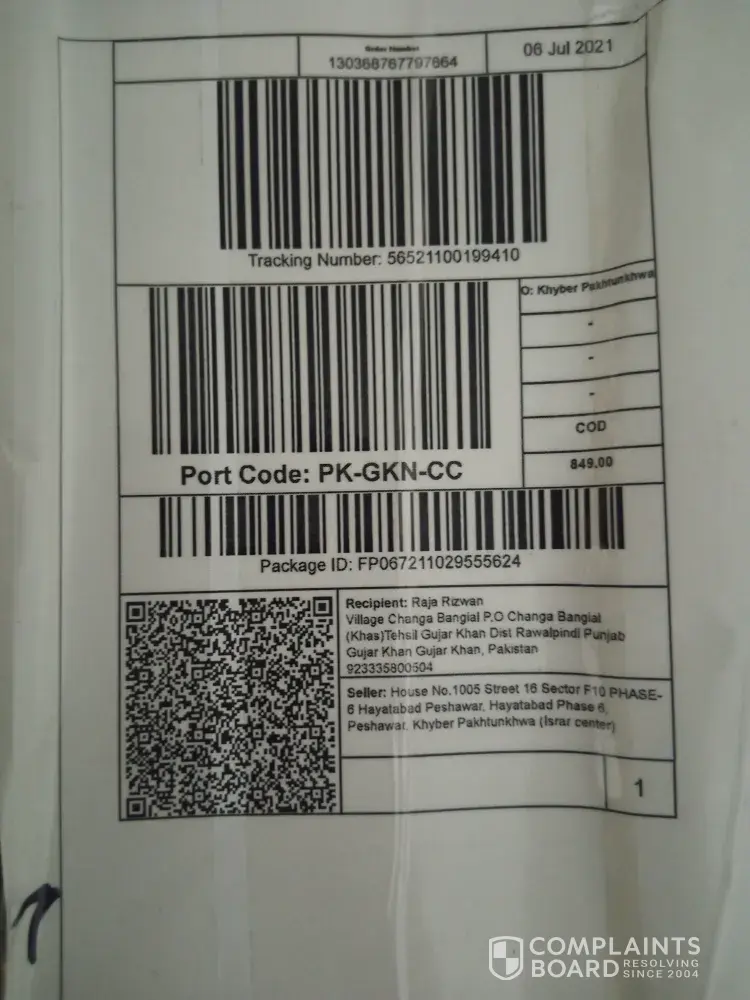 Order Number
130368767797664
06 Jul 2021
Tracking Number: 56521100199410
O: Khyber Pakhtunkhwa
-
-
-
COD
849.00
Port Code: PK-GKN-CC
Package ID: FP067211029555624
Recipient: Raja Rizwan
Village Changa Bangial P.O Changa Bangial
(Khas)Tehsil Gujar Khan Dist Rawalpindi Punjab
Gujar Khan Gujar Khan, Pakistan
923335800504
Seller: House No.1005 Street 16 Sector F10 PHASE-
6 Hayatabad Peshawar, Hayatabad Phase 6,
Peshawar, Khyber Pakhtunkhwa (Israr center)
1
COMPLAINTS
BOARD RESOLVING
SINCE 2004